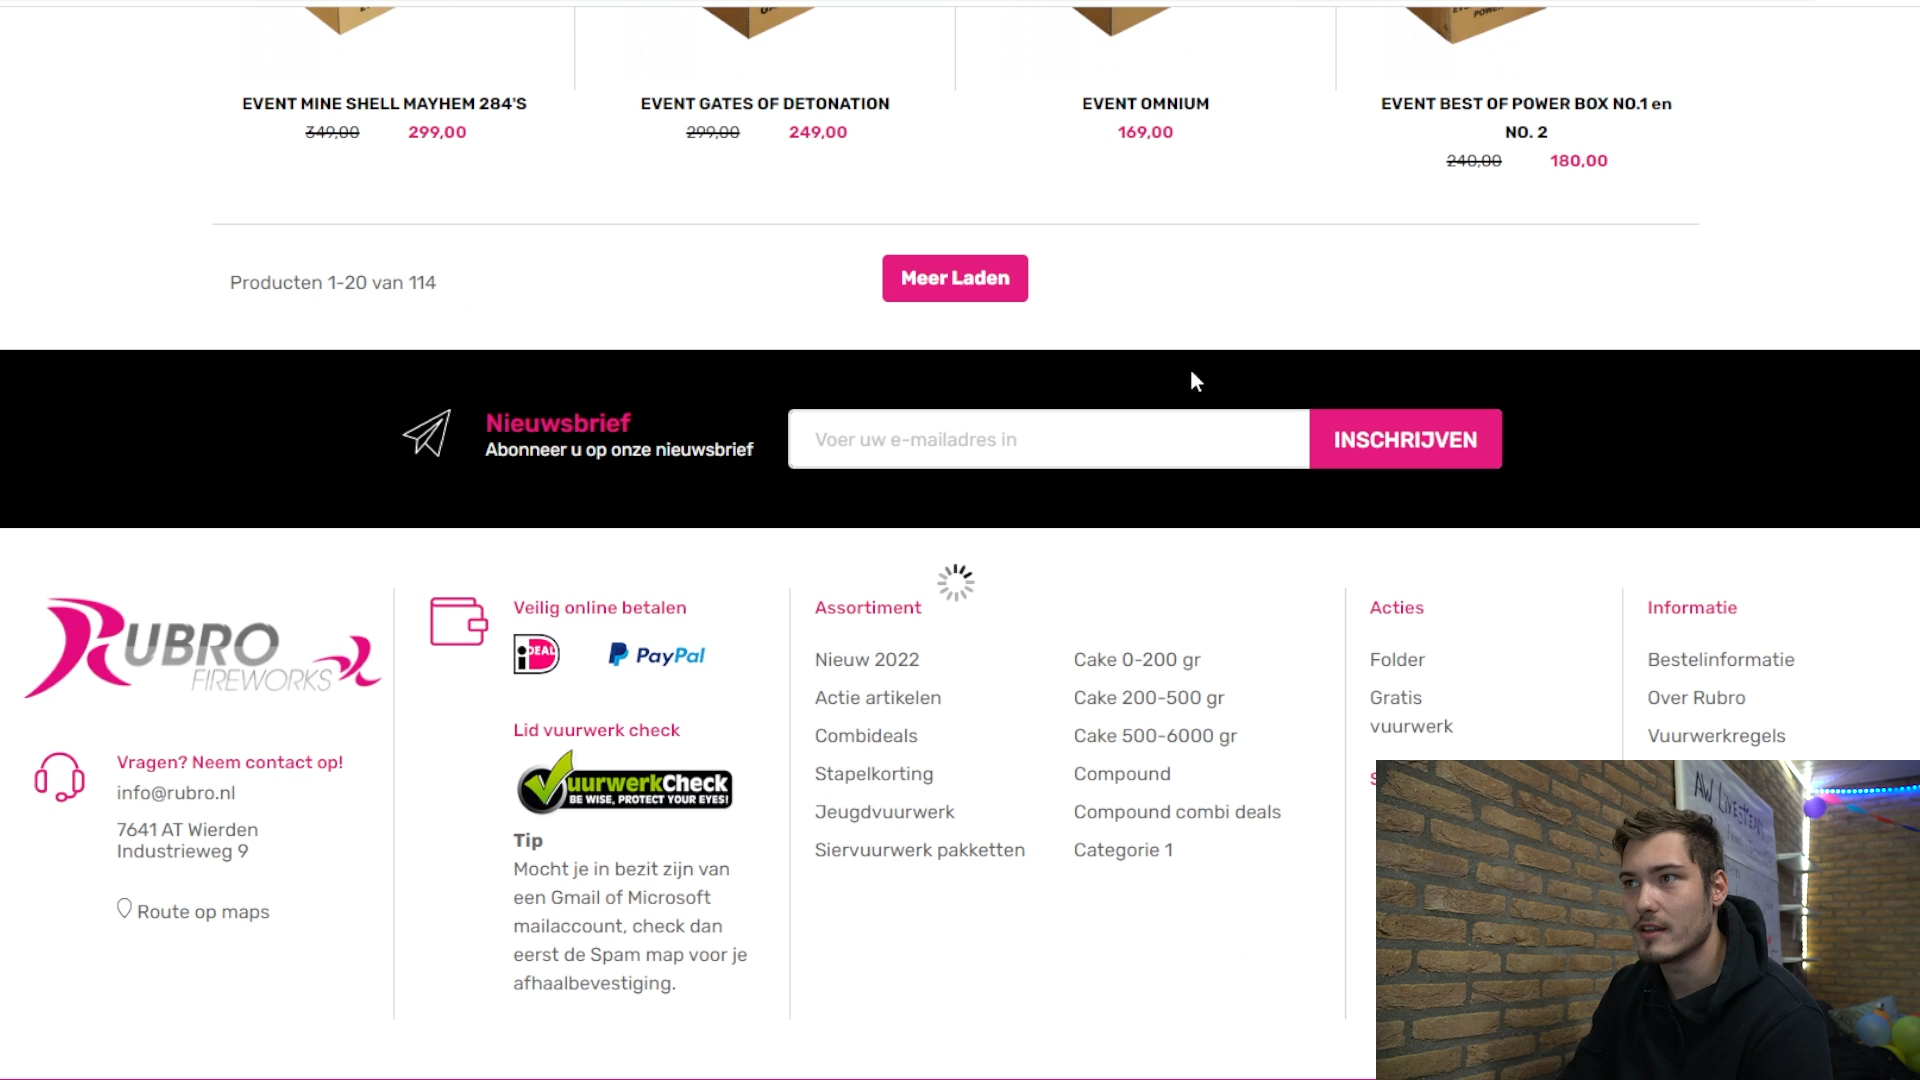 EVENT MINE SHELL MAYHEM 284'S
349,00 299,00
EVENT GATES OF DETONATION
299,00 249,00
EVENT OMNIUM
169,00
EVENT BEST OF POWER BOX NO.1 en
NO. 2
240,00 180,00
Producten 1-20 van 114
Meer Laden
Nieuwsbrief
Abonneer u op onze nieuwsbrief
Voer uw e-mailadres in
INSCHRIJVEN
RUBRO
FIREWORKS
Vragen? Neem contact op!
info@rubro.nl
7641 AT Wierden
Industrieweg 9
Route op maps
Veilig online betalen
iDEAL
PayPal
Lid vuurwerk check
VuurwerkCheck
BE WISE, PROTECT YOUR EYES!
Tip
Mocht je in bezit zijn van
een Gmail of Microsoft
mailaccount, check dan
eerst de Spam map voor je
afhaalbevestiging.
Assortiment
Nieuw 2022
Actie artikelen
Combideals
Stapelkorting
Jeugdvuurwerk
Siervuurwerk pakketten
Cake 0-200 gr
Cake 200-500 gr
Cake 500-6000 gr
Compound
Compound combi deals
Categorie 1
Acties
Folder
Gratis
vuurwerk
Informatie
Bestelinformatie
Over Rubro
Vuurwerkregels